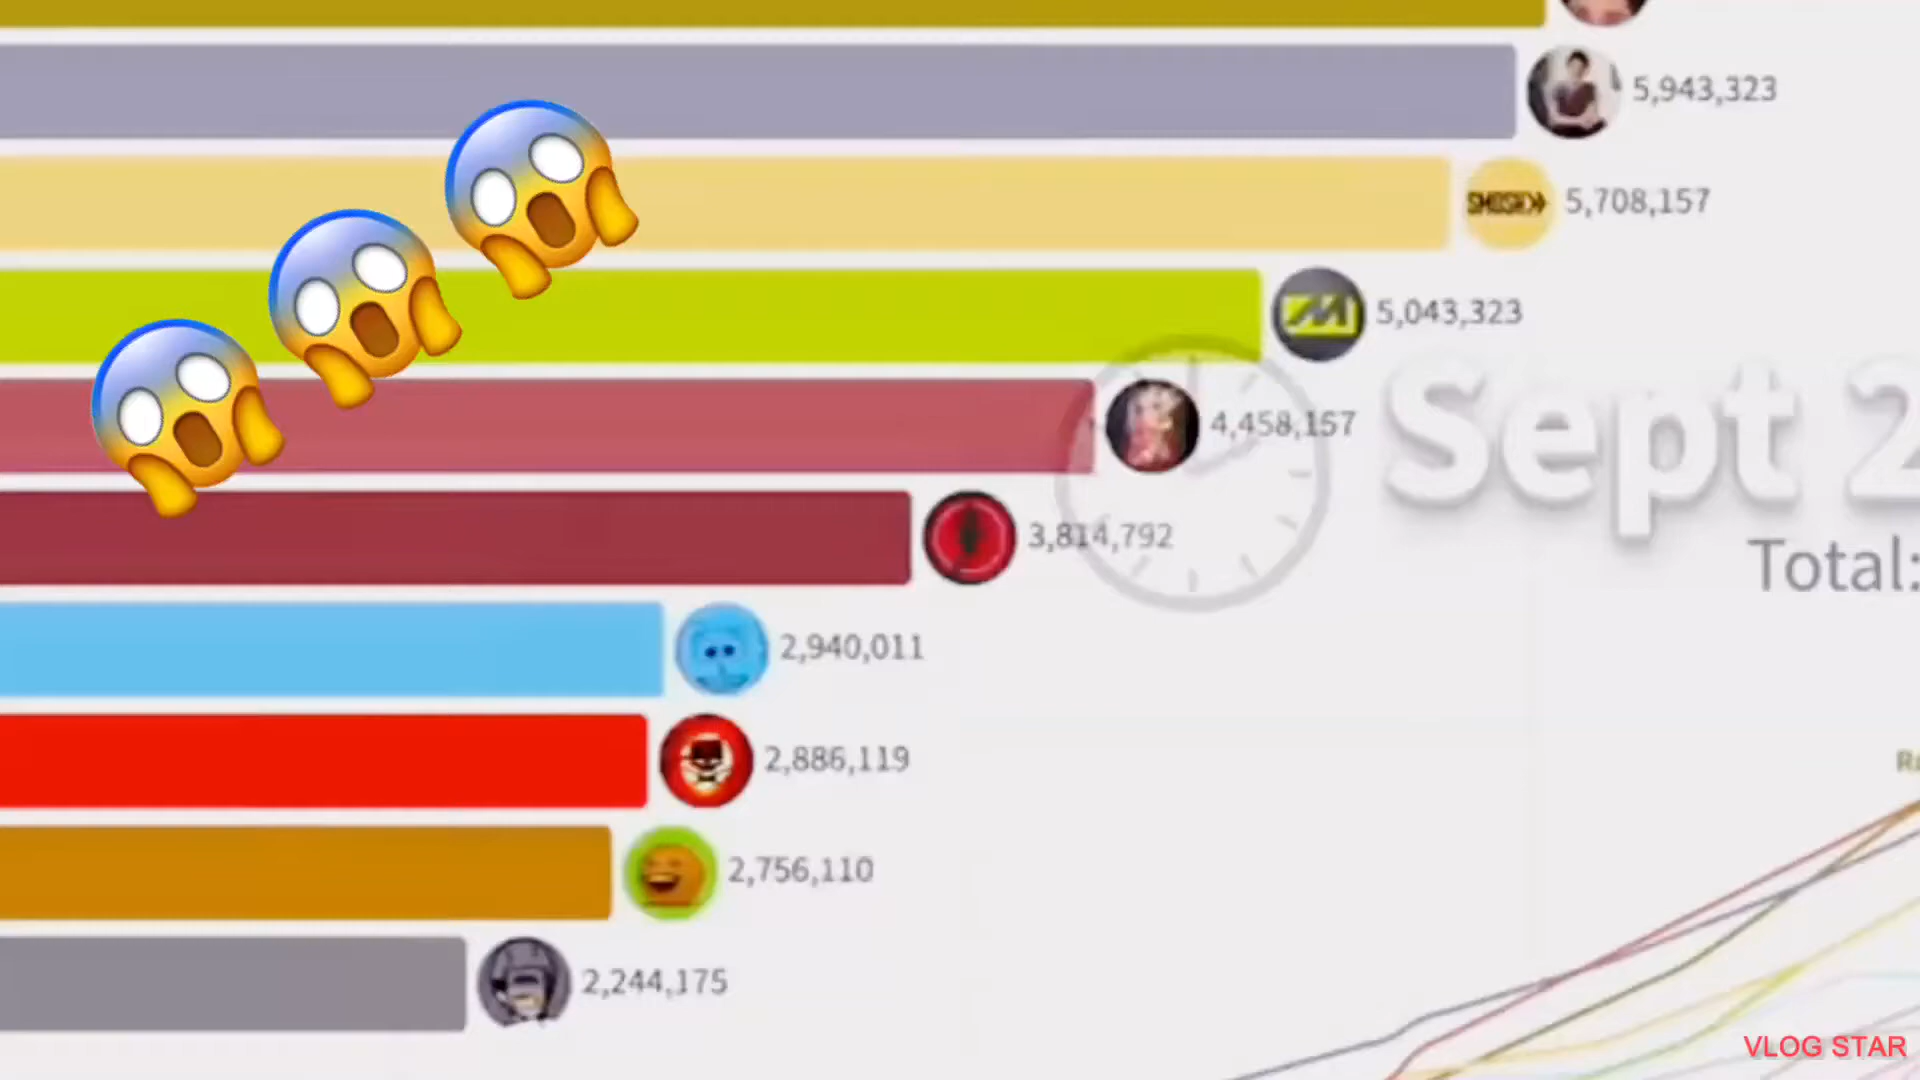 5,943,323
SMOSH
5,708,157
5,043,323
4,458,157
Sept 2
Total:
3,814,792
2,940,011
2,886,119
2,756,110
2,244,175
VLOG STAR